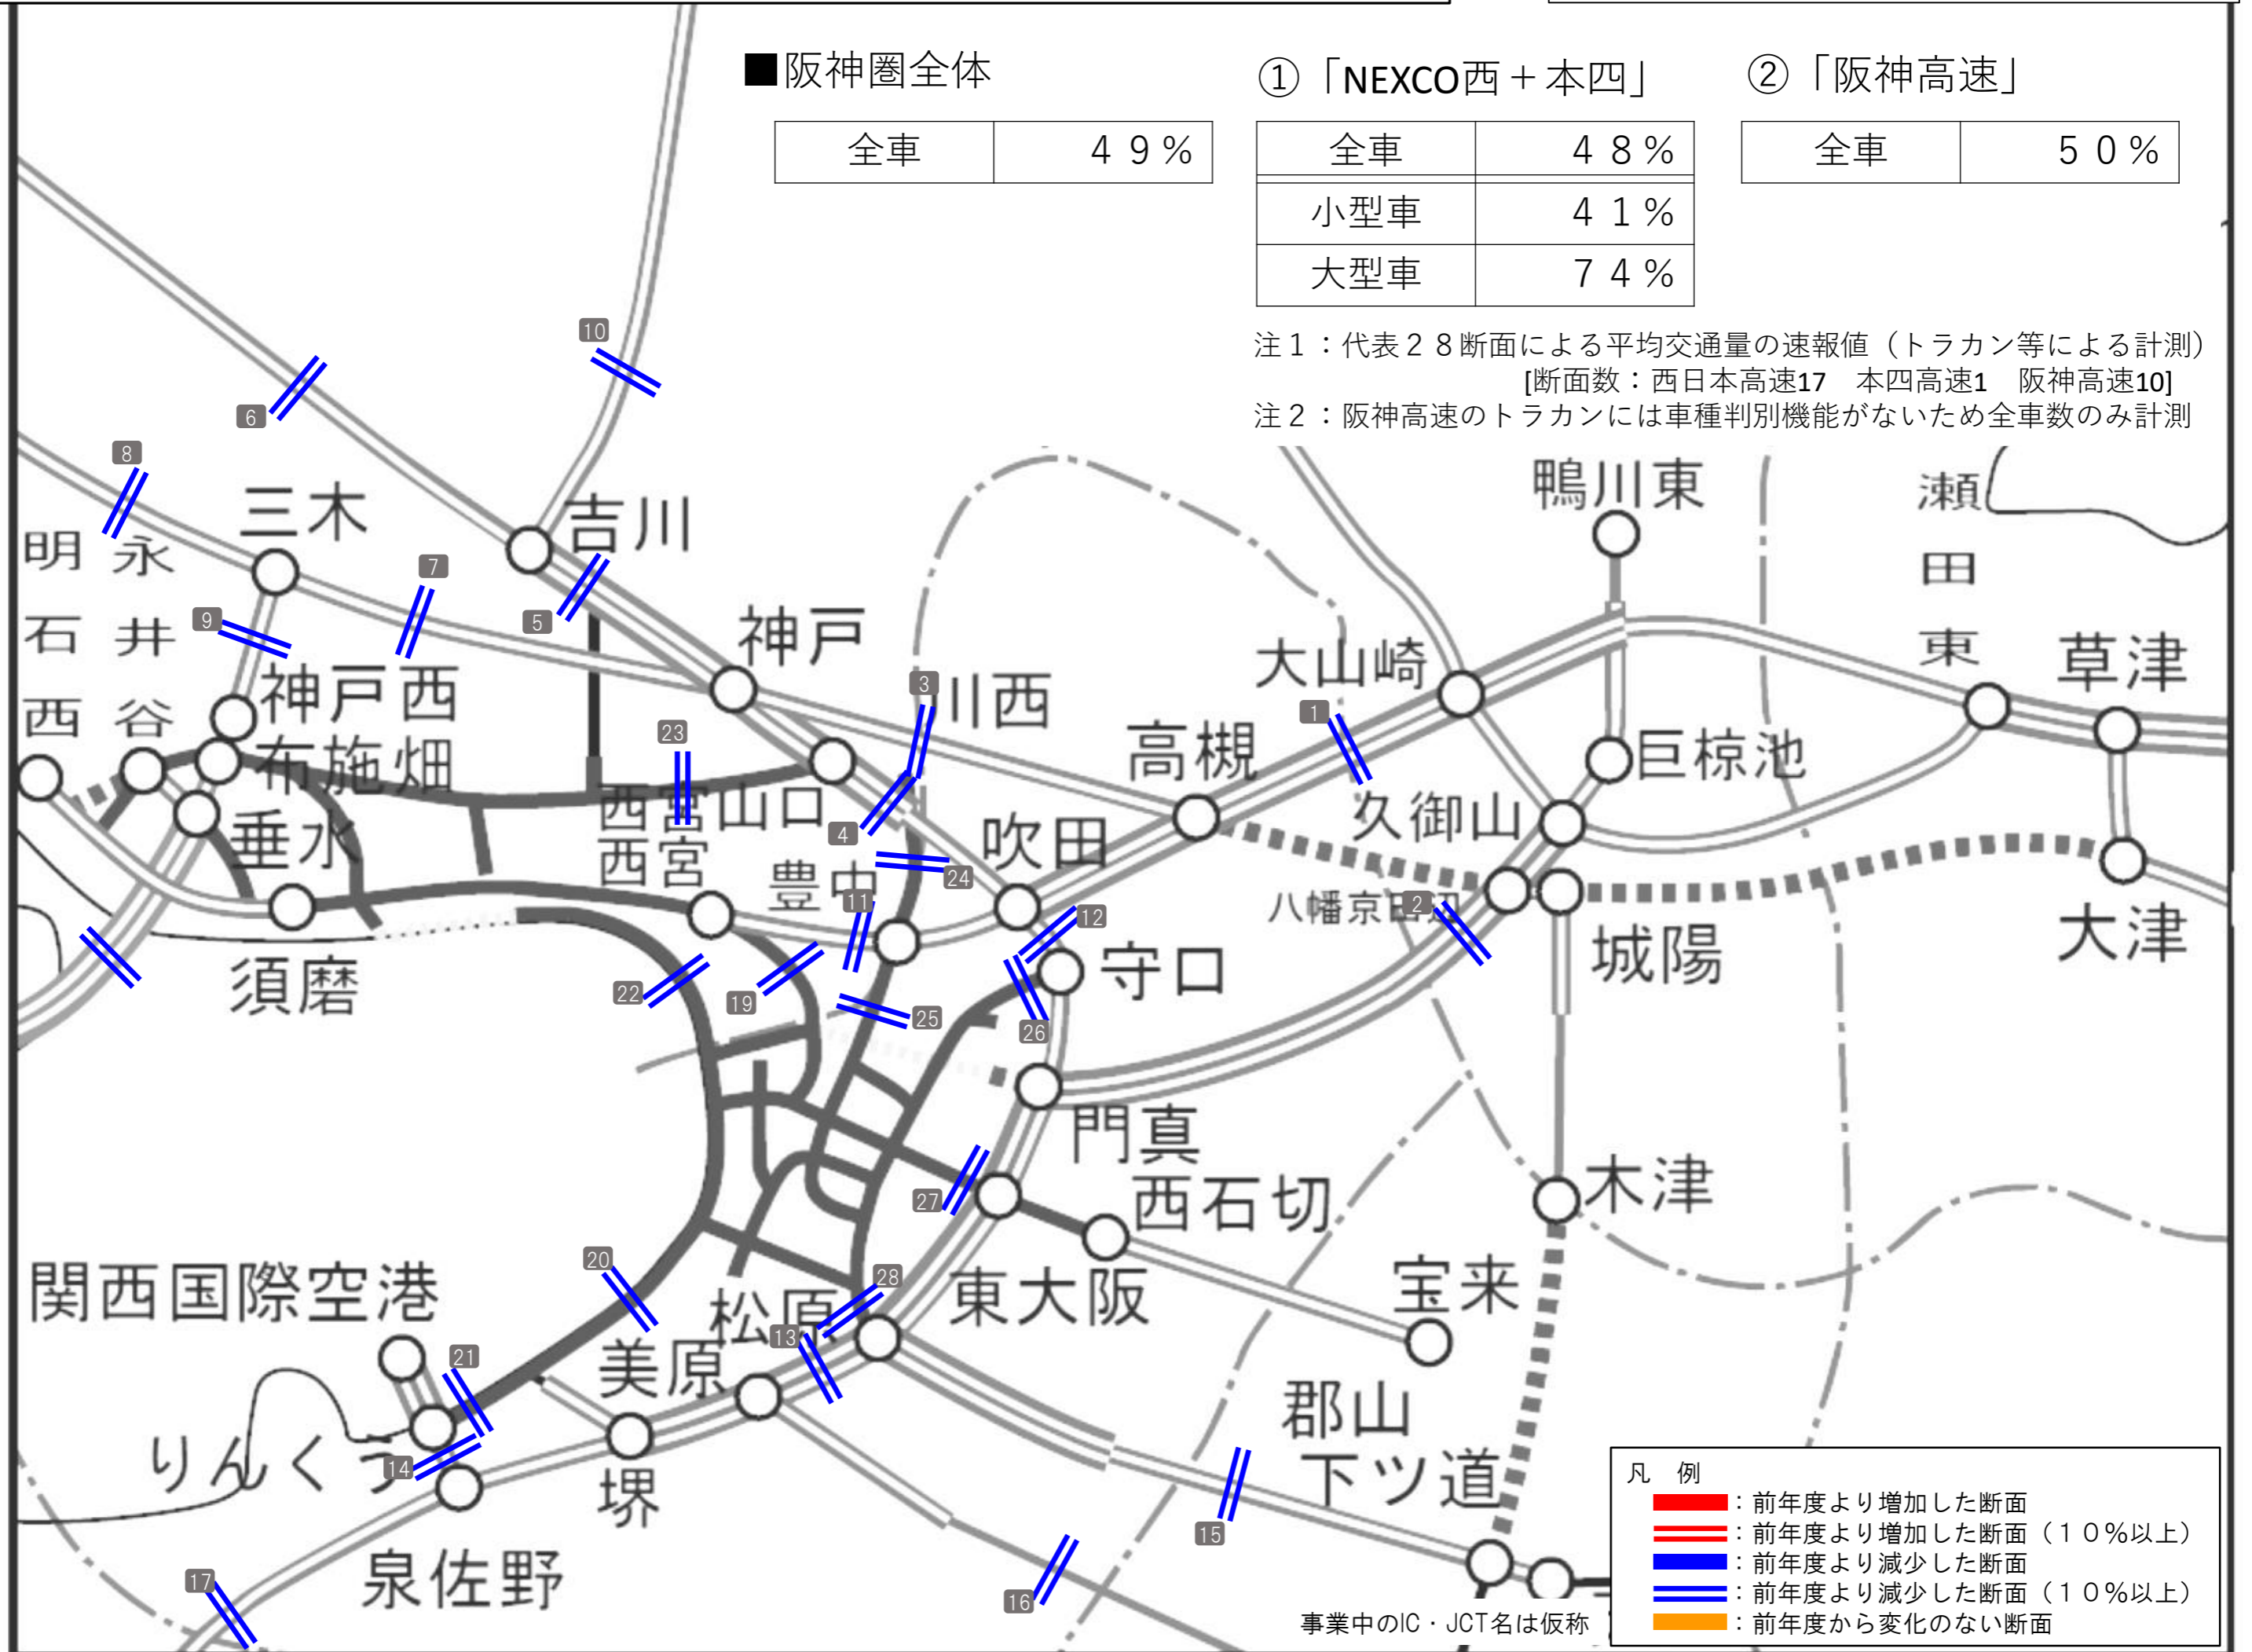 ■阪神圏全体
全車 ４９％
①「NEXCO西＋本四」
全車 ４８％
小型車 ４１％
大型車 ７４％
②「阪神高速」
全車 ５０％
注１：代表２８断面による平均交通量の速報値（トラカン等による計測）
[断面数：西日本高速17　本四高速1　阪神高速10]
注２：阪神高速のトラカンには車種判別機能がないため全車数のみ計測
10
6
8
三木
吉川
鴨川東
瀬田東
明石西
永井谷
7
9
5
神戸
神戸西
3
川西
大山崎
1
草津
23
布施畑
高槻
巨椋池
西宮山口
4
久御山
垂水
西宮
豊中
24
吹田
11
12
八幡京田辺
2
城陽
大津
須磨
22
19
25
守口
26
門真
27
西石切
木津
関西国際空港
20
28
東大阪
宝来
松原
13
美原
21
郡山下ツ道
りんくう
14
堺
15
泉佐野
17
16
凡　例
：前年度より増加した断面
：前年度より増加した断面（１０％以上）
：前年度より減少した断面
：前年度より減少した断面（１０％以上）
：前年度から変化のない断面
事業中のIC・JCT名は仮称